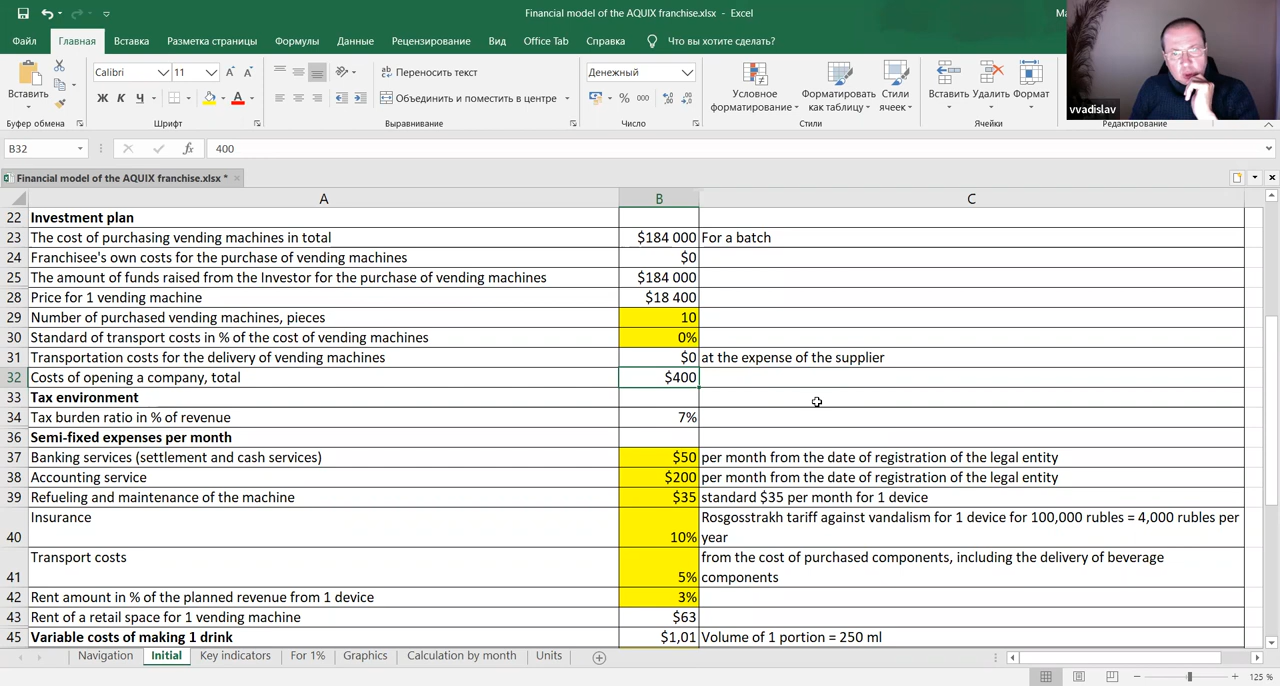 Financial model of the AQUIX franchise.xlsx - Excel
Файл Главная Вставка Разметка страницы Формулы Данные Рецензирование Вид Office Tab Справка Что вы хотите сделать?
Вставить
Calibri 11
Ж К Ч
А
Переносить текст
Объединить и поместить в центре
Денежный
% 000
Условное форматирование
Форматировать как таблицу
Стили ячеек
Вставить Удалить Формат
vvadislav
Буфер обмена Шрифт Выравнивание Число Стили Ячейки Редактирование
B32 fx 400
Financial model of the AQUIX franchise.xlsx *
A B C
22 Investment plan
23 The cost of purchasing vending machines in total $184 000 For a batch
24 Franchisee's own costs for the purchase of vending machines $0
25 The amount of funds raised from the Investor for the purchase of vending machines $184 000
28 Price for 1 vending machine $18 400
29 Number of purchased vending machines, pieces 10
30 Standard of transport costs in % of the cost of vending machines 0%
31 Transportation costs for the delivery of vending machines $0 at the expense of the supplier
32 Costs of opening a company, total $400
33 Tax environment
34 Tax burden ratio in % of revenue 7%
36 Semi-fixed expenses per month
37 Banking services (settlement and cash services) $50 per month from the date of registration of the legal entity
38 Accounting service $200 per month from the date of registration of the legal entity
39 Refueling and maintenance of the machine $35 standard $35 per month for 1 device
40 Insurance 10% Rosgosstrakh tariff against vandalism for 1 device for 100,000 rubles = 4,000 rubles per
year
41 Transport costs 5% from the cost of purchased components, including the delivery of beverage
components
42 Rent amount in % of the planned revenue from 1 device 3%
43 Rent of a retail space for 1 vending machine $63
45 Variable costs of making 1 drink $1,01 Volume of 1 portion = 250 ml
Navigation Initial Key indicators For 1% Graphics Calculation by month Units
125 %